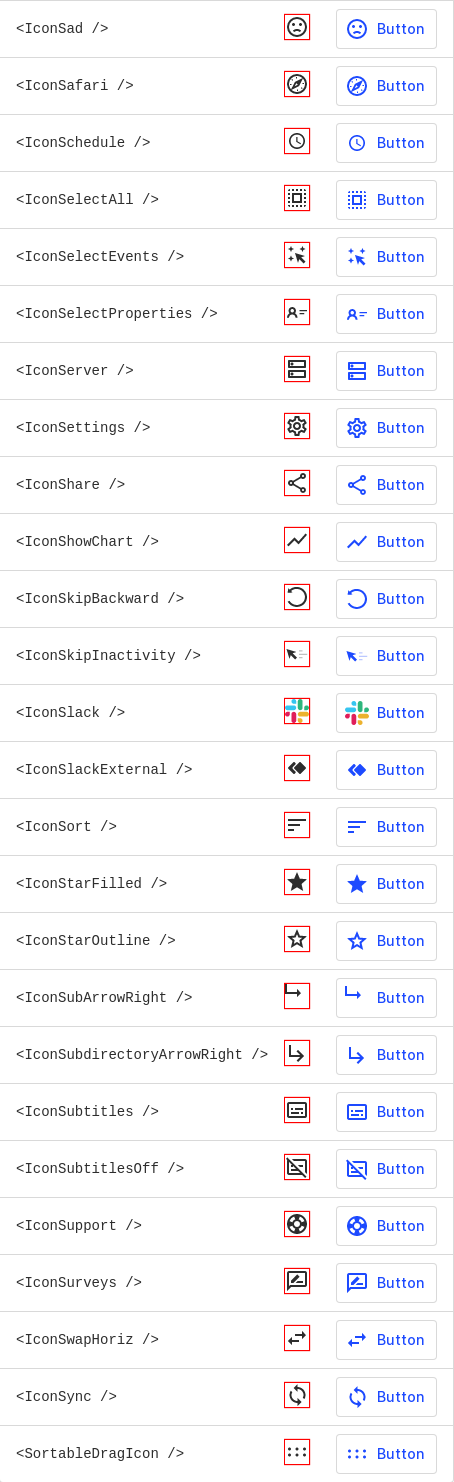 <IconSad /> Button
<IconSafari /> Button
<IconSchedule /> Button
<IconSelectAll /> Button
<IconSelectEvents /> Button
<IconSelectProperties /> Button
<IconServer /> Button
<IconSettings /> Button
<IconShare /> Button
<IconShowChart /> Button
<IconSkipBackward /> Button
<IconSkipInactivity /> Button
<IconSlack /> Button
<IconSlackExternal /> Button
<IconSort /> Button
<IconStarFilled /> Button
<IconStarOutline /> Button
<IconSubArrowRight /> Button
<IconSubdirectoryArrowRight /> Button
<IconSubtitles /> Button
<IconSubtitlesOff /> Button
<IconSupport /> Button
<IconSurveys /> Button
<IconSwapHoriz /> Button
<IconSync /> Button
<SortableDragIcon /> Button